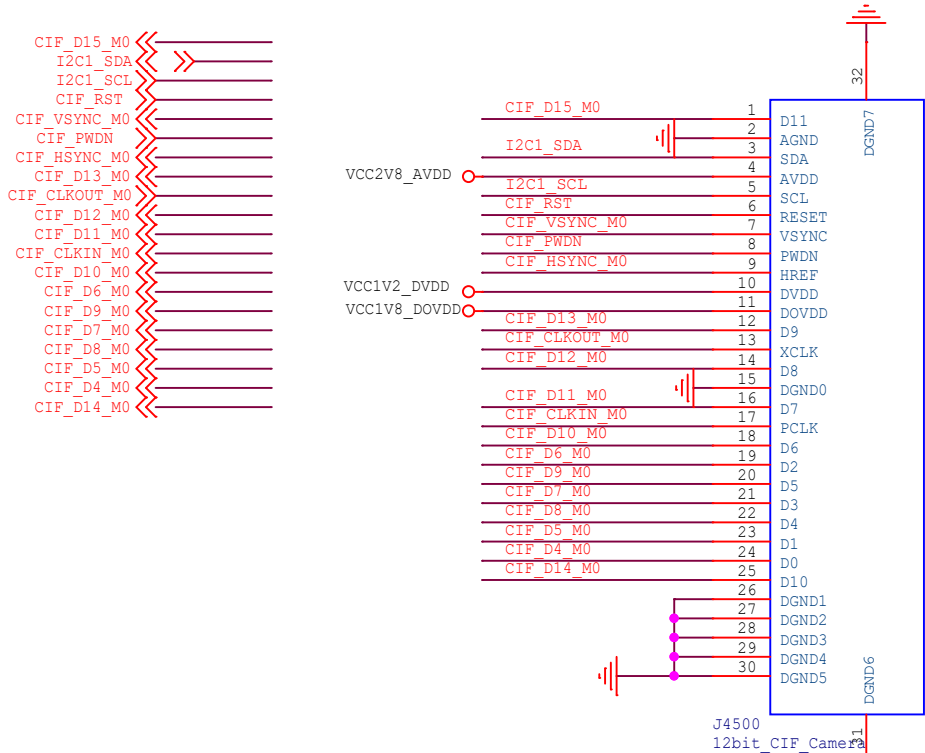 CIF_D15_M0
I2C1_SDA
I2C1_SCL
CIF_RST
CIF_VSYNC_M0
CIF_PWDN
CIF_HSYNC_M0
CIF_D13_M0
CIF_CLKOUT_M0
CIF_D12_M0
CIF_D11_M0
CIF_CLKIN_M0
CIF_D10_M0
CIF_D6_M0
CIF_D9_M0
CIF_D7_M0
CIF_D8_M0
CIF_D5_M0
CIF_D4_M0
CIF_D14_M0
32
DGND7
CIF_D15_M0 1 D11
2 AGND
I2C1_SDA 3 SDA
VCC2V8_AVDD 4 AVDD
I2C1_SCL 5 SCL
CIF_RST 6 RESET
CIF_VSYNC_M0 7 VSYNC
CIF_PWDN 8 PWDN
CIF_HSYNC_M0 9 HREF
VCC1V2_DVDD 10 DVDD
VCC1V8_DOVDD 11 DOVDD
CIF_D13_M0 12 D9
CIF_CLKOUT_M0 13 XCLK
CIF_D12_M0 14 D8
15 DGND0
CIF_D11_M0 16 D7
CIF_CLKIN_M0 17 PCLK
CIF_D10_M0 18 D6
CIF_D6_M0 19 D2
CIF_D9_M0 20 D5
CIF_D7_M0 21 D3
CIF_D8_M0 22 D4
CIF_D5_M0 23 D1
CIF_D4_M0 24 D0
CIF_D14_M0 25 D10
26 DGND1
27 DGND2
28 DGND3
29 DGND4
30 DGND5
DGND6
31
J4500
12bit_CIF_Camera